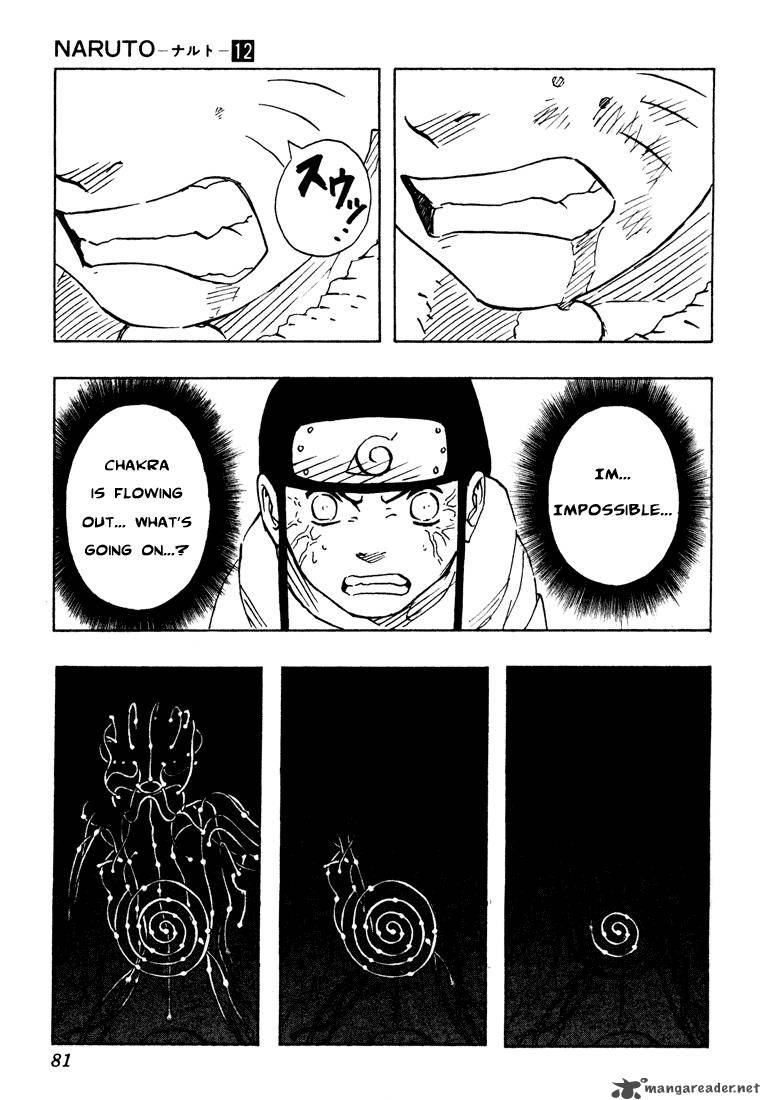 NARUTO—ナルト—12
スウッ…
IM...
IMPOSSIBLE...
CHAKRA
IS FLOWING
OUT... WHAT'S
GOING ON...?
81
mangareader.net